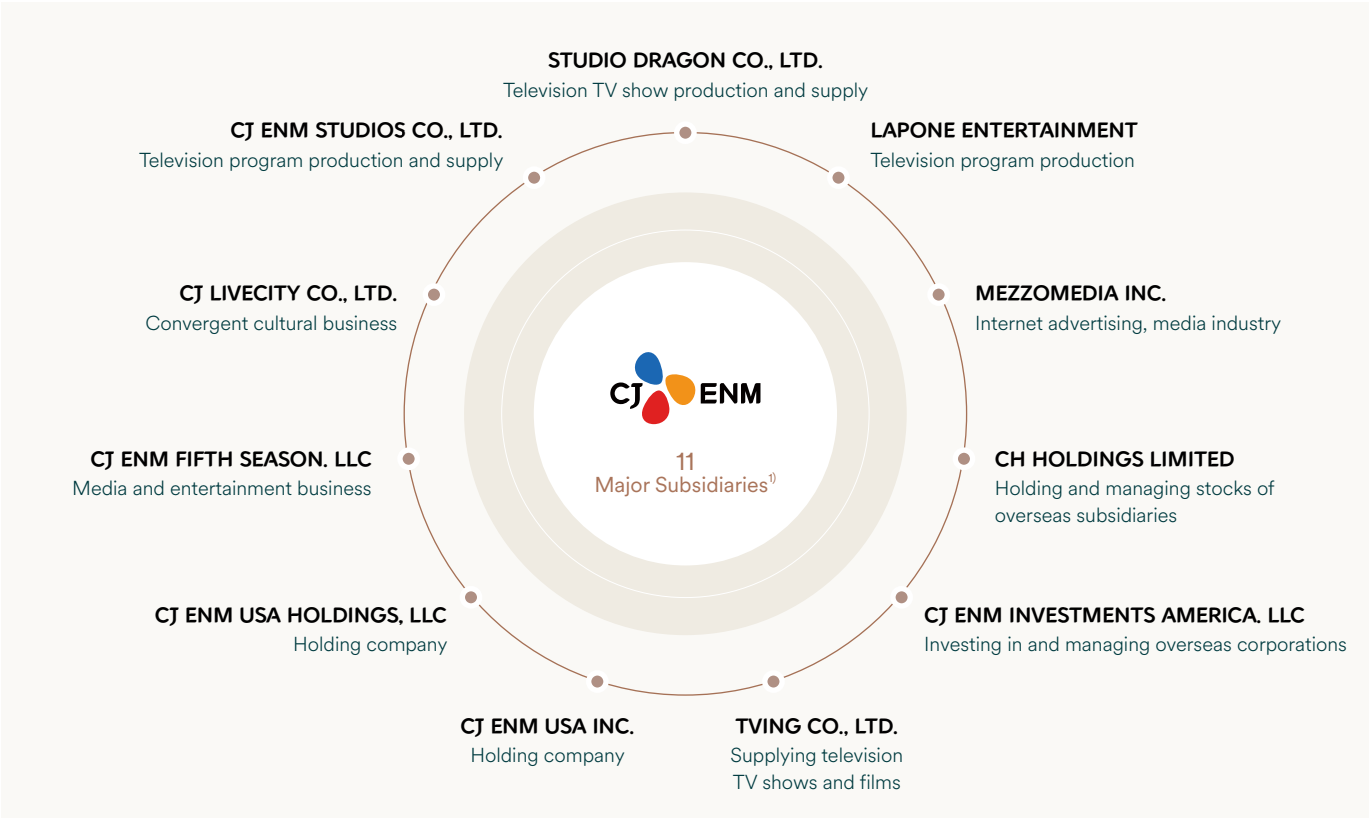 STUDIO DRAGON CO., LTD.
Television TV show production and supply
CJ ENM STUDIOS CO., LTD.
Television program production and supply
LAPONE ENTERTAINMENT
Television program production
CJ LIVECITY CO., LTD.
Convergent cultural business
MEZZOMEDIA INC.
Internet advertising, media industry
CJ ENM
11
Major Subsidiaries1)
CJ ENM FIFTH SEASON. LLC
Media and entertainment business
CH HOLDINGS LIMITED
Holding and managing stocks of
overseas subsidiaries
CJ ENM USA HOLDINGS, LLC
Holding company
CJ ENM INVESTMENTS AMERICA. LLC
Investing in and managing overseas corporations
CJ ENM USA INC.
Holding company
TVING CO., LTD.
Supplying television
TV shows and films